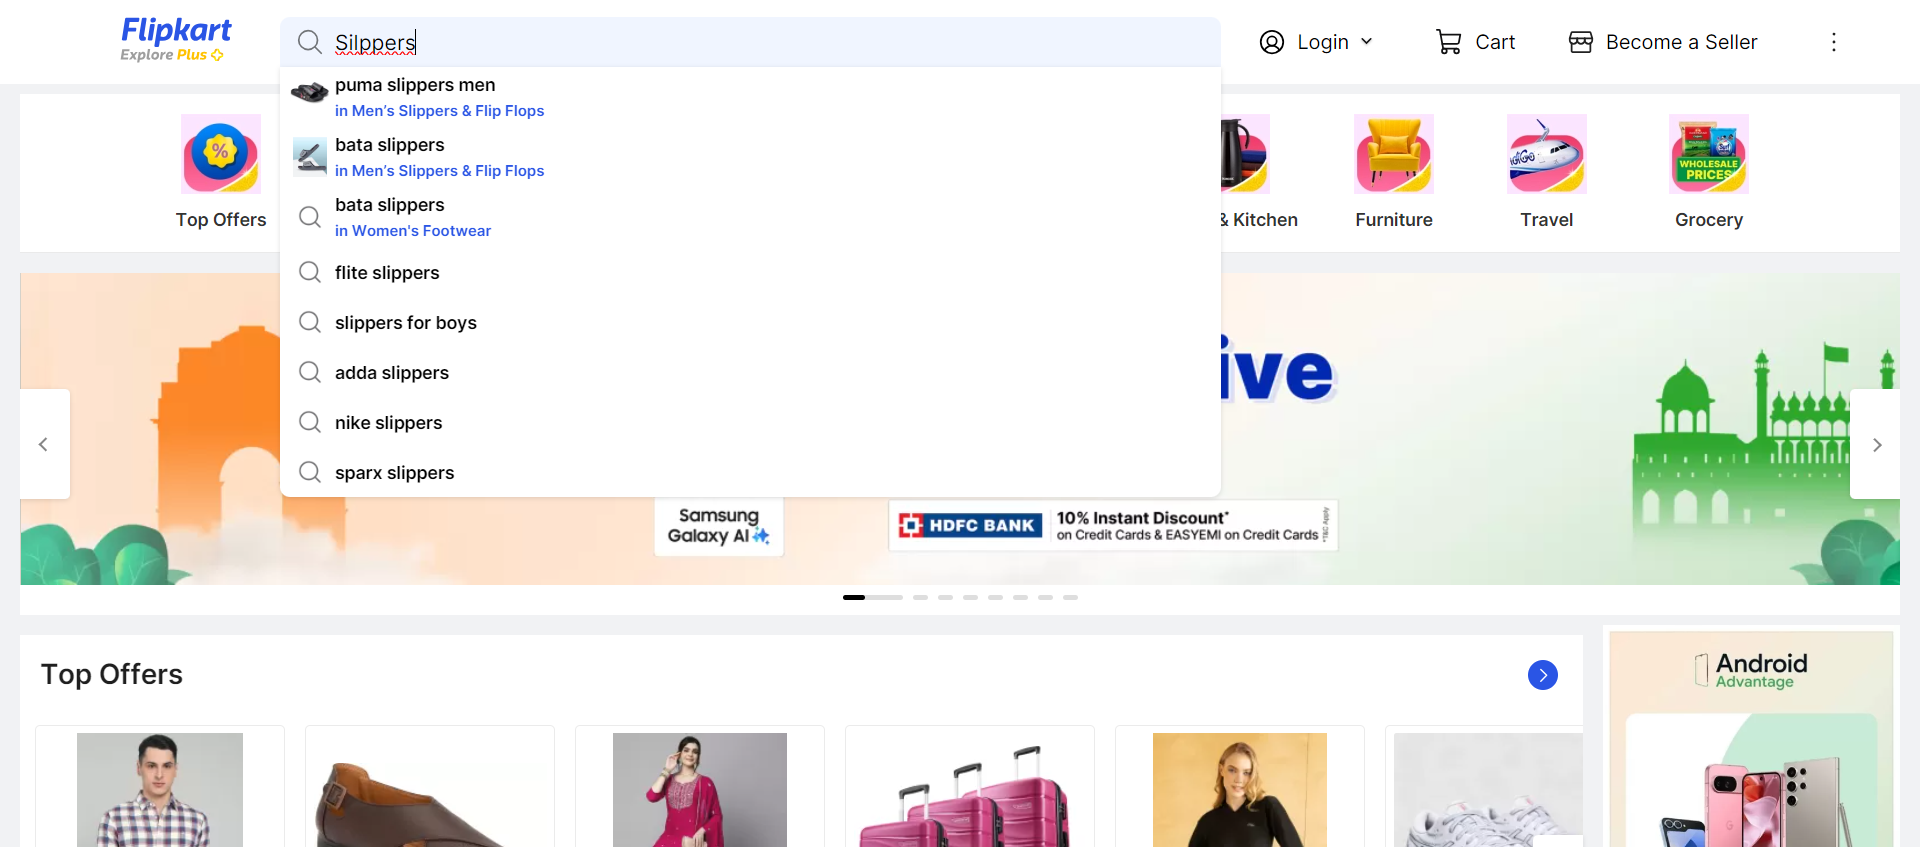 Flipkart
Explore Plus
Silppers
Login
Cart
Become a Seller
puma slippers men
in Men’s Slippers & Flip Flops
bata slippers
in Men’s Slippers & Flip Flops
bata slippers
in Women's Footwear
flite slippers
slippers for boys
adda slippers
nike slippers
sparx slippers
%
WHOLESALE
PRICES
Top Offers
& Kitchen
Furniture
Travel
Grocery
ive
Samsung
Galaxy AI
HDFC BANK
10% Instant Discount*
on Credit Cards & EASYEMI on Credit Cards
*T&C Apply
Top Offers
Android
Advantage